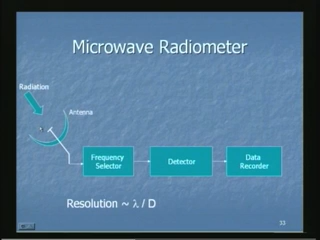 Microwave Radiometer
Radiation
Antenna
Frequency
Selector
Detector
Data
Recorder
Resolution ~ λ / D
33